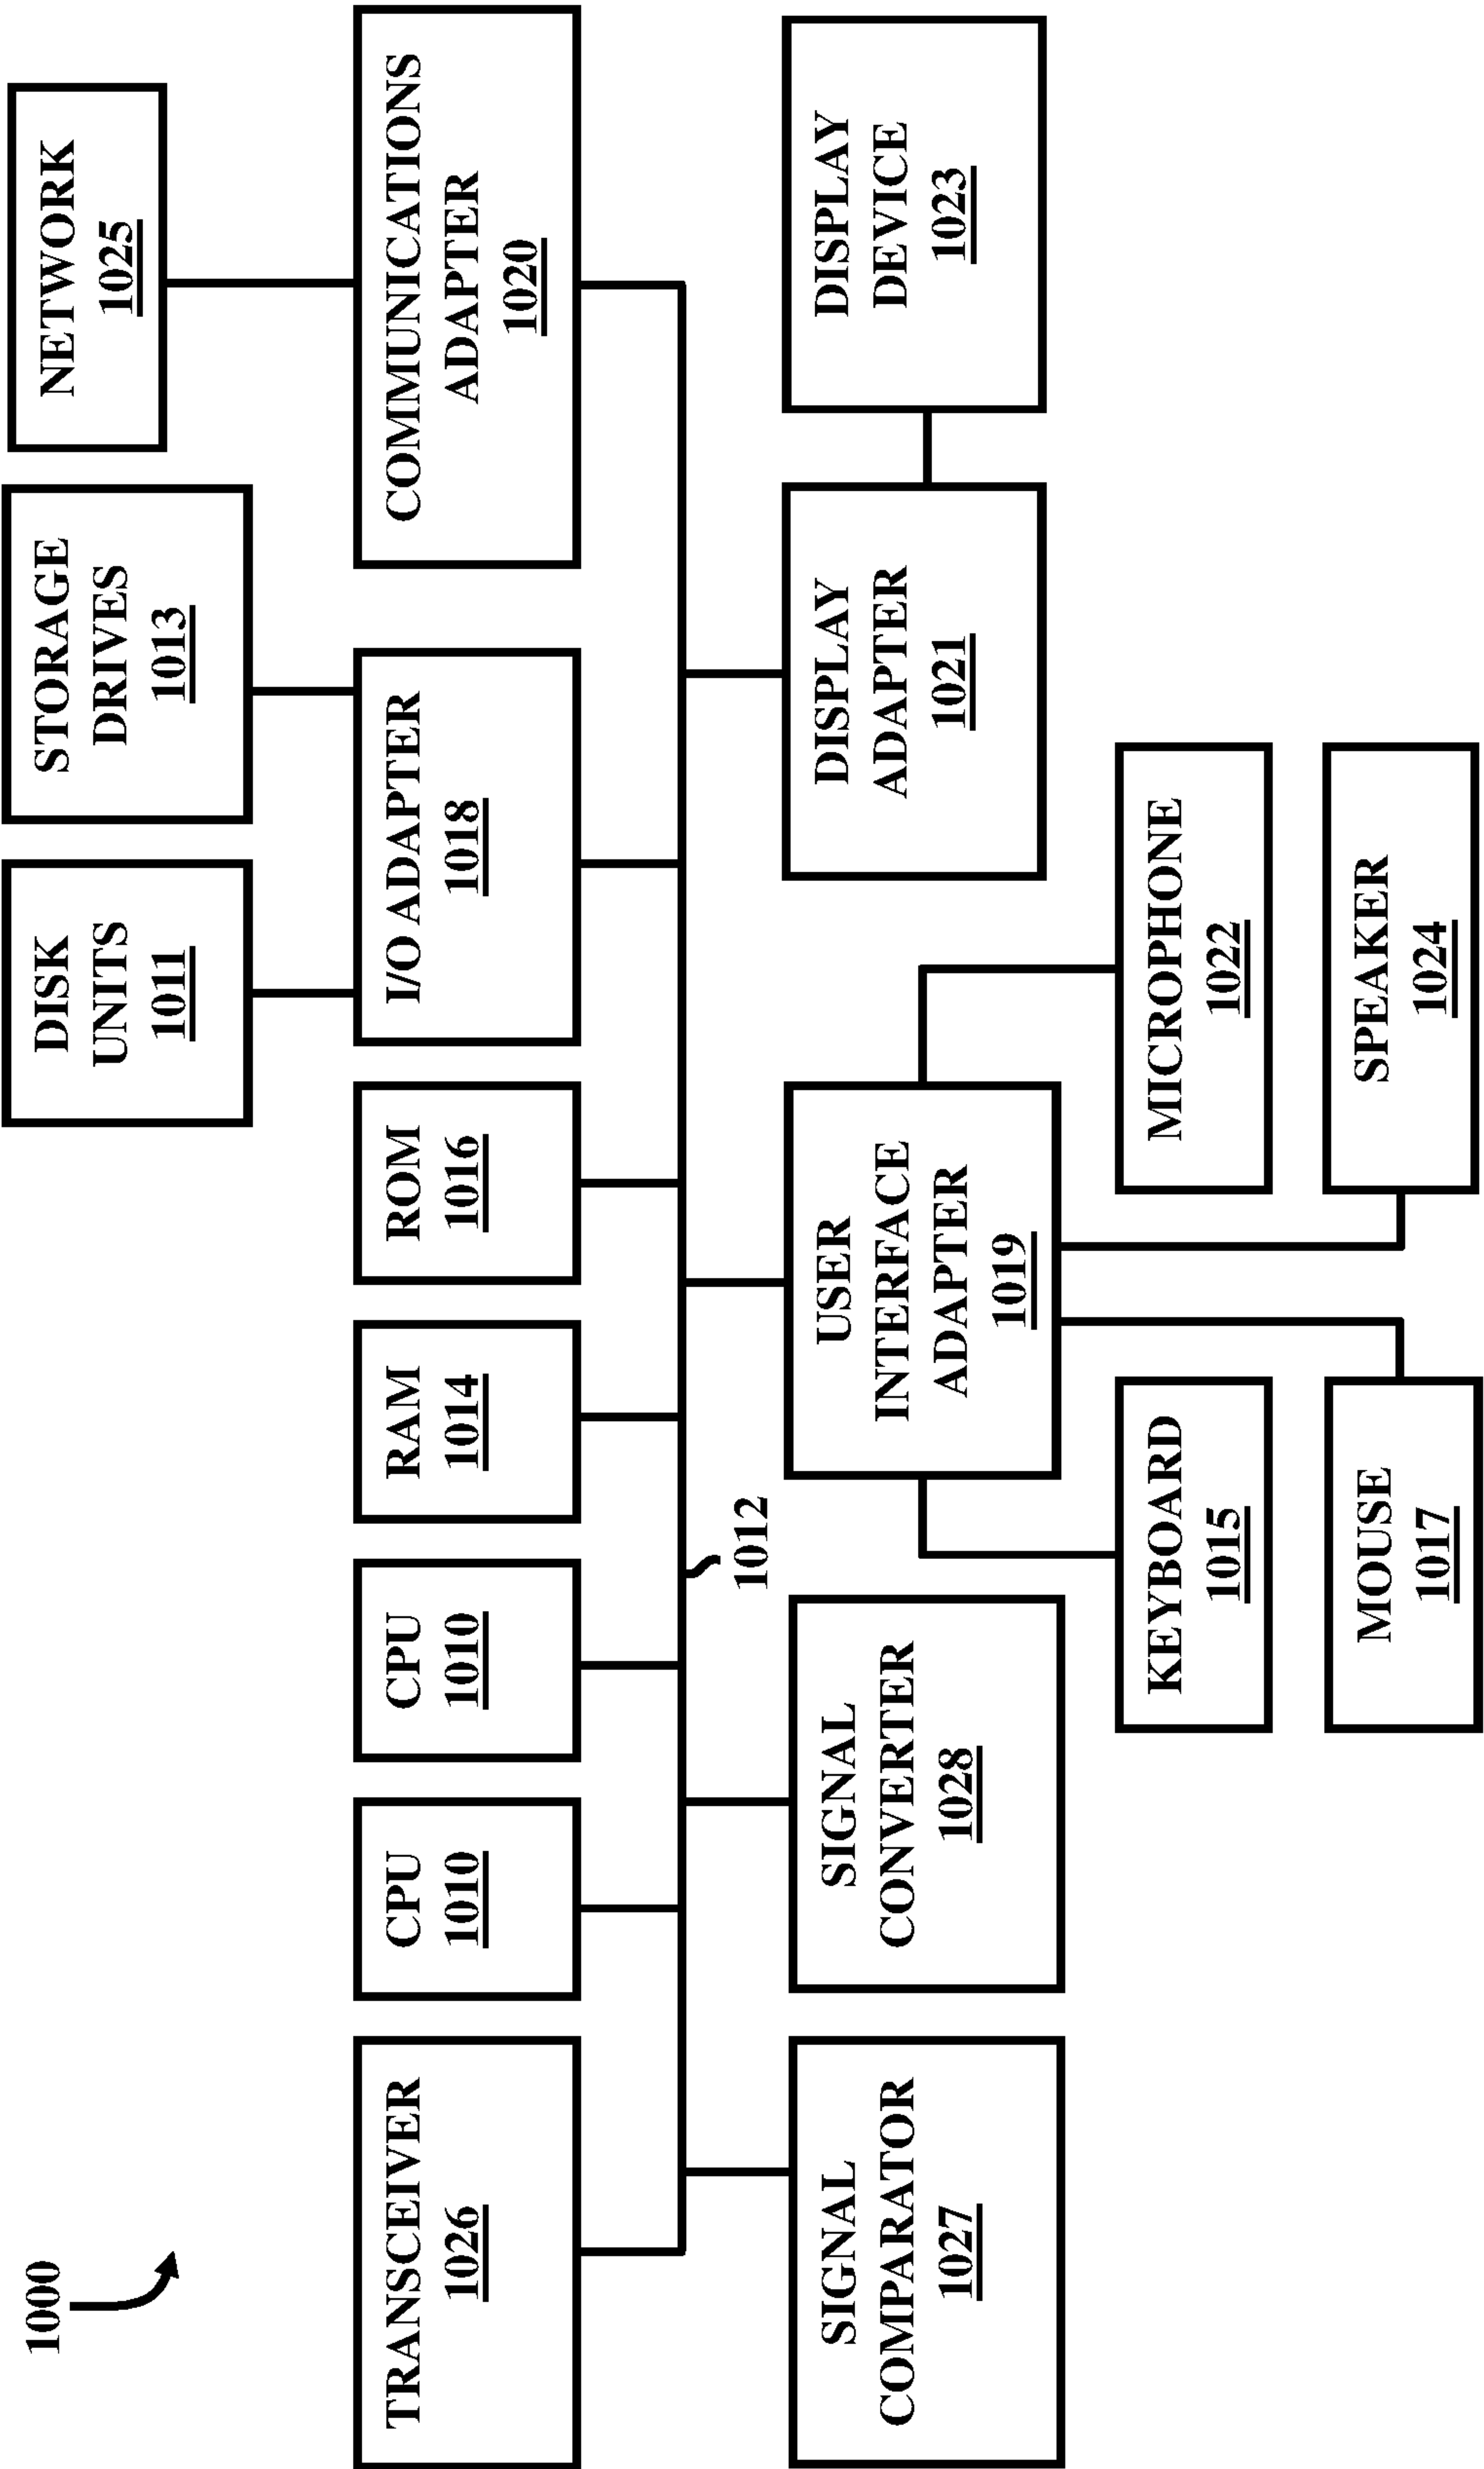 1000
DISK
UNITS
1011
STORAGE
DRIVES
1013
NETWORK
1025
TRANSCEIVER
1026
CPU
1010
CPU
1010
RAM
1014
ROM
1016
I/O ADAPTER
1018
COMMUNICATIONS
ADAPTER
1020
1012
SIGNAL
COMPARATOR
1027
SIGNAL
CONVERTER
1028
USER
INTERFACE
ADAPTER
1019
DISPLAY
ADAPTER
1021
DISPLAY
DEVICE
1023
KEYBOARD
1015
MICROPHONE
1022
MOUSE
1017
SPEAKER
1024